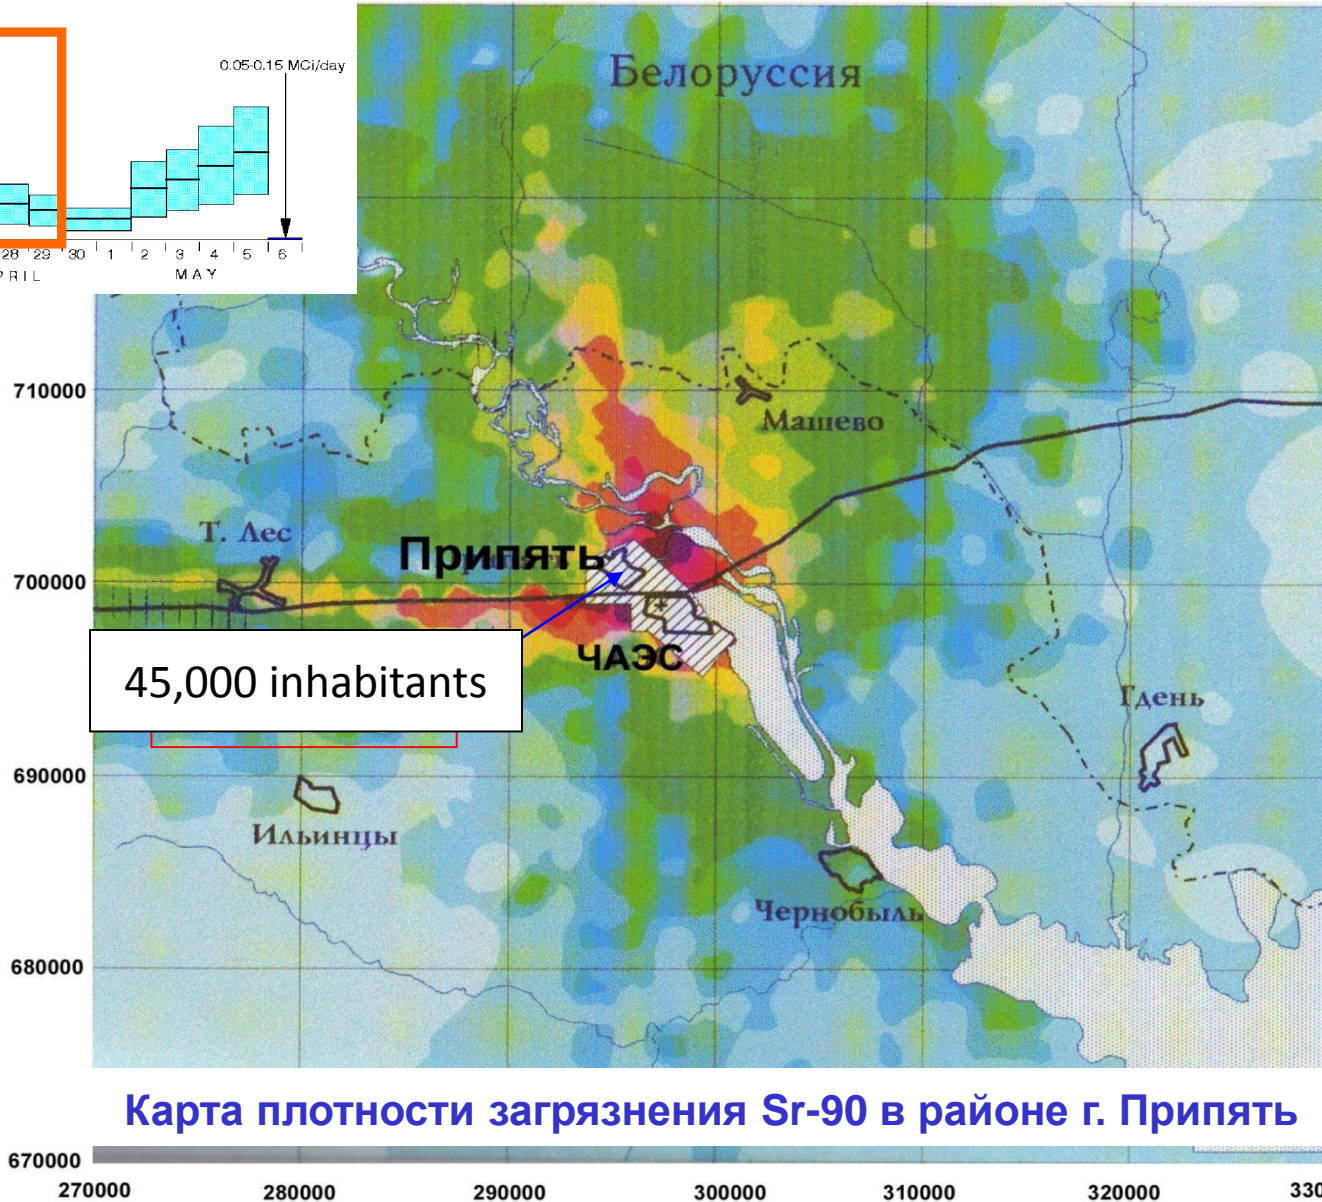 0.05-0.15 MCi/day
28 29 30 1 2 3 4 5 6
MAY
Белоруссия
710000
Машево
Т. Лес
Припять
700000
ЧАЭС
45,000 inhabitants
Гдень
690000
Ильинцы
Чернобыль
680000
Карта плотности загрязнения Sr-90 в районе г. Припять
670000
270000 280000 290000 300000 310000 320000